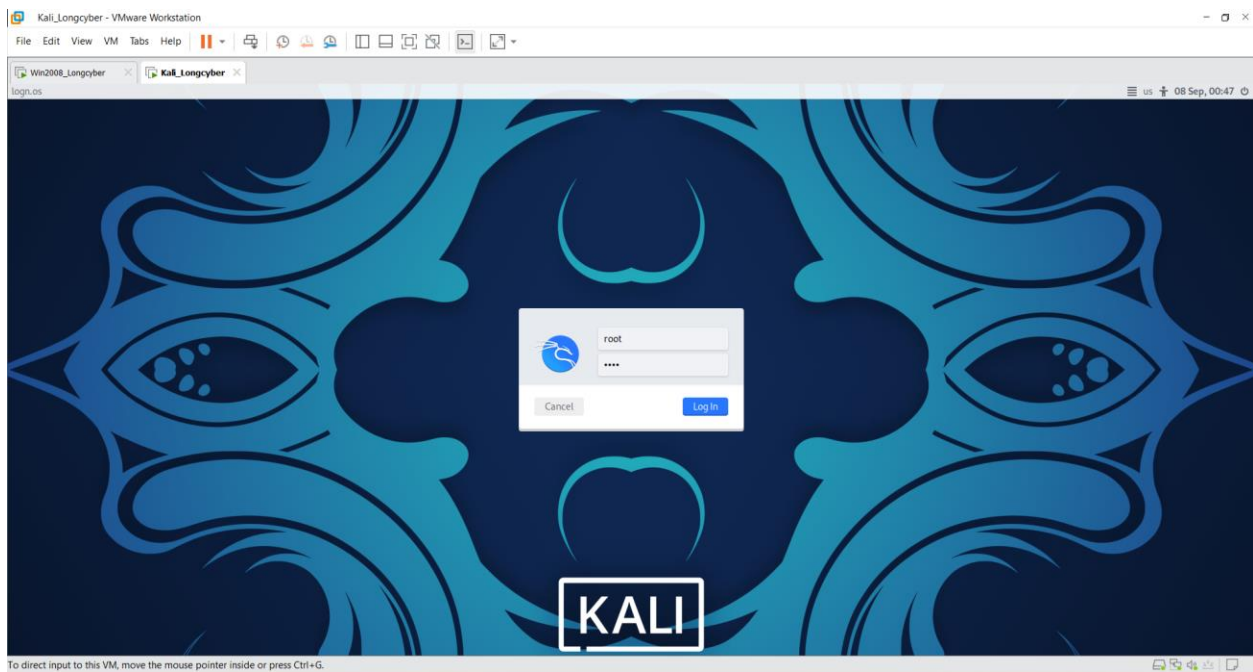 Kali_Longcyber - VMware Workstation
File Edit View VM Tabs Help
Win2008_Longcyber Kali_Longcyber
logn.os us 08 Sep, 00:47
root
••••
Cancel Log In
KALI
To direct input to this VM, move the mouse pointer inside or press Ctrl+G.